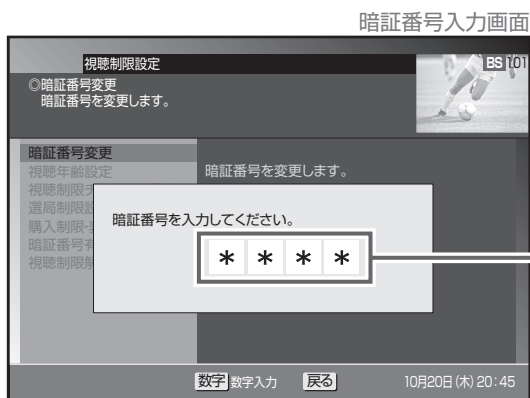 暗証番号入力画面
視聴制限設定
BS 101
◎暗証番号変更
暗証番号を変更します。
暗証番号変更
視聴年齢設定
暗証番号を変更します。
視聴制限
選局制限設
購入制限・
暗証番号有
視聴制限解
暗証番号を入力してください。
* * * *
数字 数字入力 戻る 10月20日(木)20:45